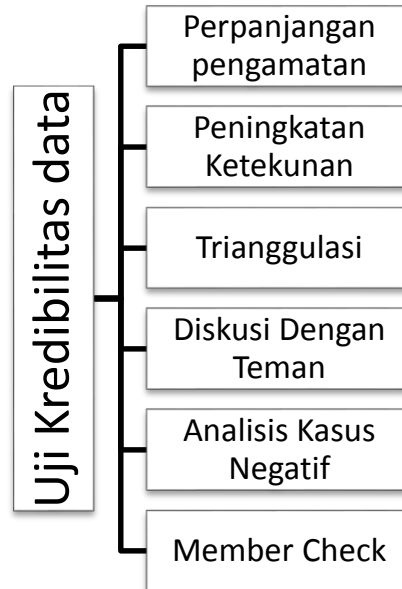 Uji Kredibilitas data
Perpanjangan
pengamatan
Peningkatan
Ketekunan
Trianggulasi
Diskusi Dengan
Teman
Analisis Kasus
Negatif
Member Check